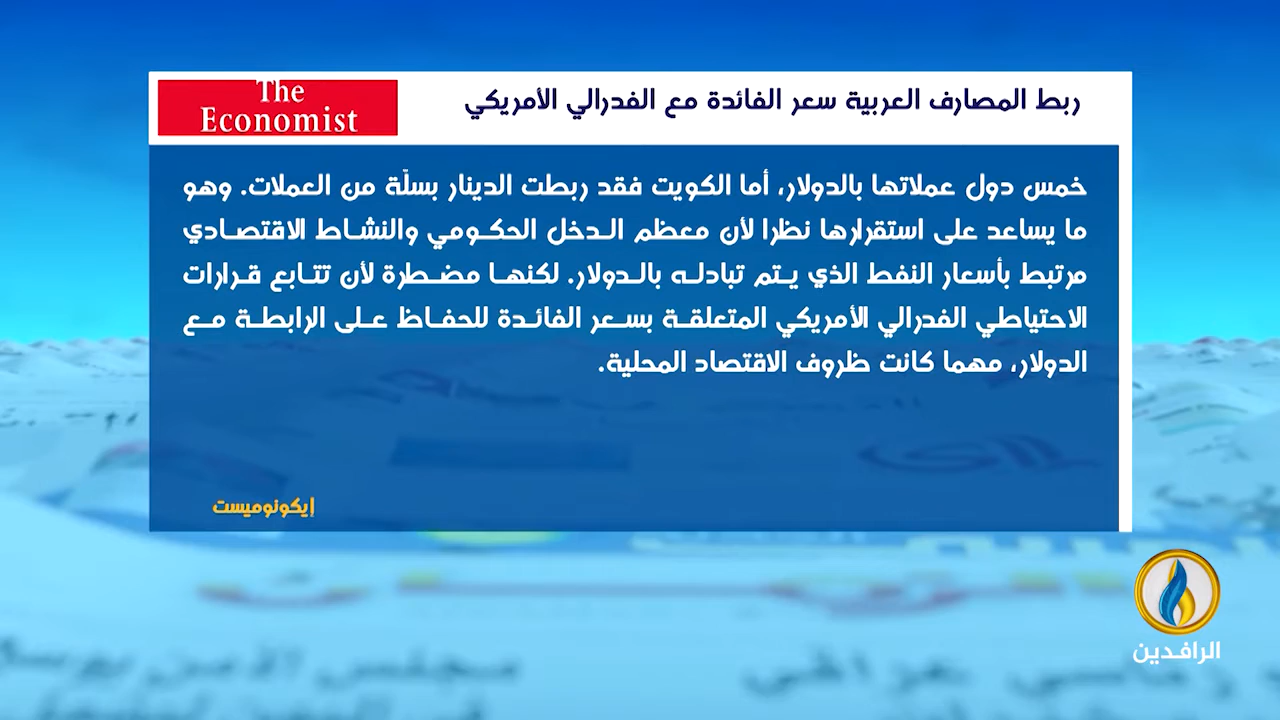 The
Economist
ربط المصارف العربية سعر الفائدة مع الفدرالي الأمريكي
خمس دول عملاتها بالدولار، أما الكويت فقد ربطت الدينار بسلّة من العملات. وهو
ما يساعد على استقرارها نظرا لأن معظم الدخل الحكومي والنشاط الاقتصادي
مرتبط بأسعار النفط الذي يتم تبادله بالدولار. لكنها مضطرة لأن تتابع قرارات
الاحتياطي الفدرالي الأمريكي المتعلقة بسعر الفائدة للحفاظ على الرابطة مع
الدولار، مهما كانت ظروف الاقتصاد المحلية.
إيكونوميست
الرافدين
مجلس الأمن يوسع